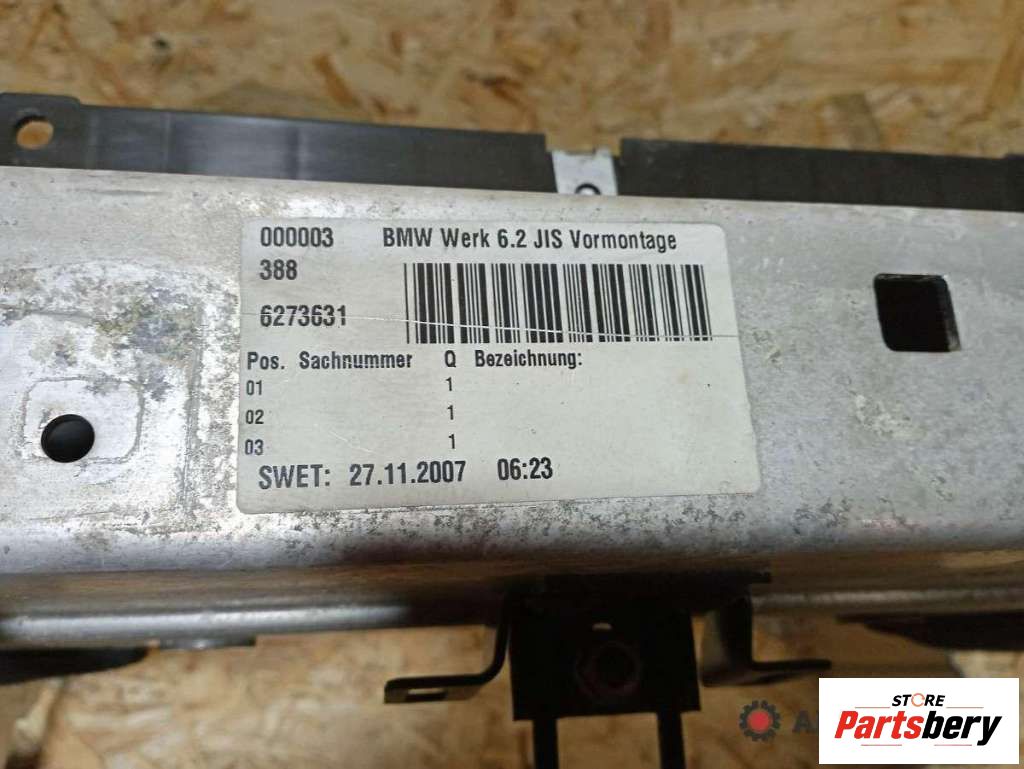 000003 BMW Werk 6.2 JIS Vormontage
388
6273631
Pos. Sachnummer Q Bezeichnung:
01 1
02 1
03 1
SWET: 27.11.2007 06:23
STORE
Partsbery